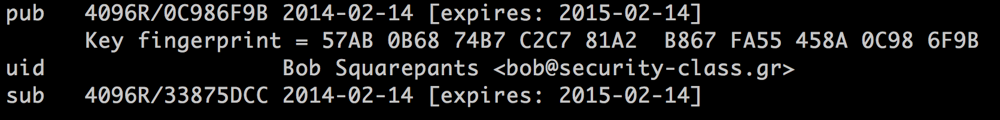 pub   4096R/0C986F9B 2014-02-14 [expires: 2015-02-14]
      Key fingerprint = 57AB 0B68 74B7 C2C7 81A2  B867 FA55 458A 0C98 6F9B
uid                  Bob Squarepants <bob@security-class.gr>
sub   4096R/33875DCC 2014-02-14 [expires: 2015-02-14]